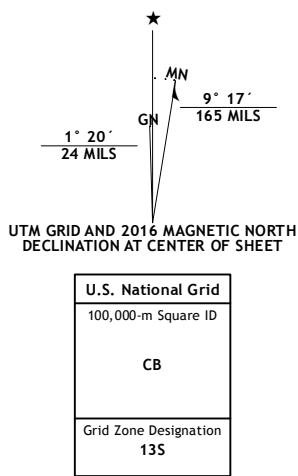 ★
MN
GN
9° 17´
165 MILS
1° 20´
24 MILS
UTM GRID AND 2016 MAGNETIC NORTH
DECLINATION AT CENTER OF SHEET
U.S. National Grid
100,000-m Square ID
CB
Grid Zone Designation
13S